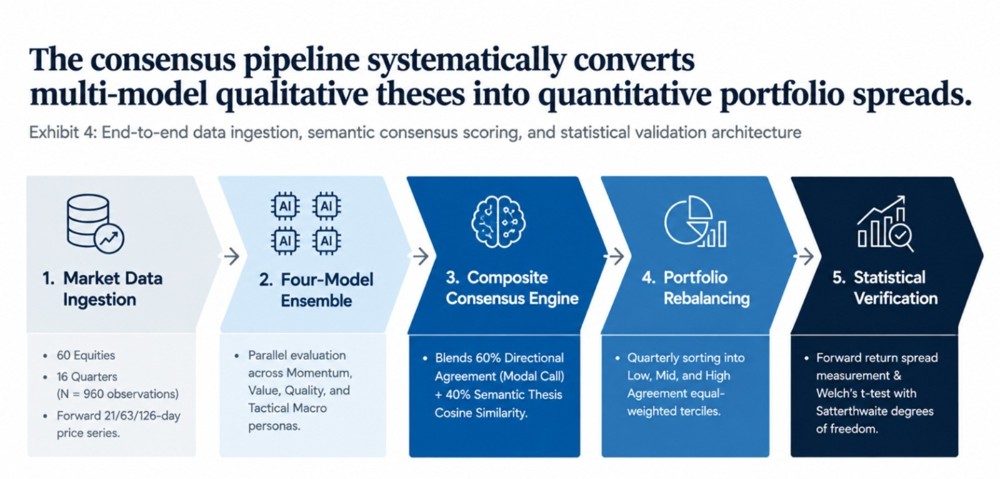 The consensus pipeline systematically converts
multi-model qualitative theses into quantitative portfolio spreads.
Exhibit 4: End-to-end data ingestion, semantic consensus scoring, and statistical validation architecture
1. Market Data
Ingestion
• 60 Equities
• 16 Quarters
(N = 960 observations)
• Forward 21/63/126-day
price series.
AI AI
AI AI
2. Four-Model
Ensemble
• Parallel evaluation
across Momentum,
Value, Quality, and
Tactical Macro
personas.
3. Composite
Consensus Engine
• Blends 60% Directional
Agreement (Modal Call)
+ 40% Semantic Thesis
Cosine Similarity.
4. Portfolio
Rebalancing
• Quarterly sorting into
Low, Mid, and High
Agreement equal-
weighted terciles.
5. Statistical
Verification
• Forward return spread
measurement &
Welch's t-test with
Satterthwaite degrees
of freedom.